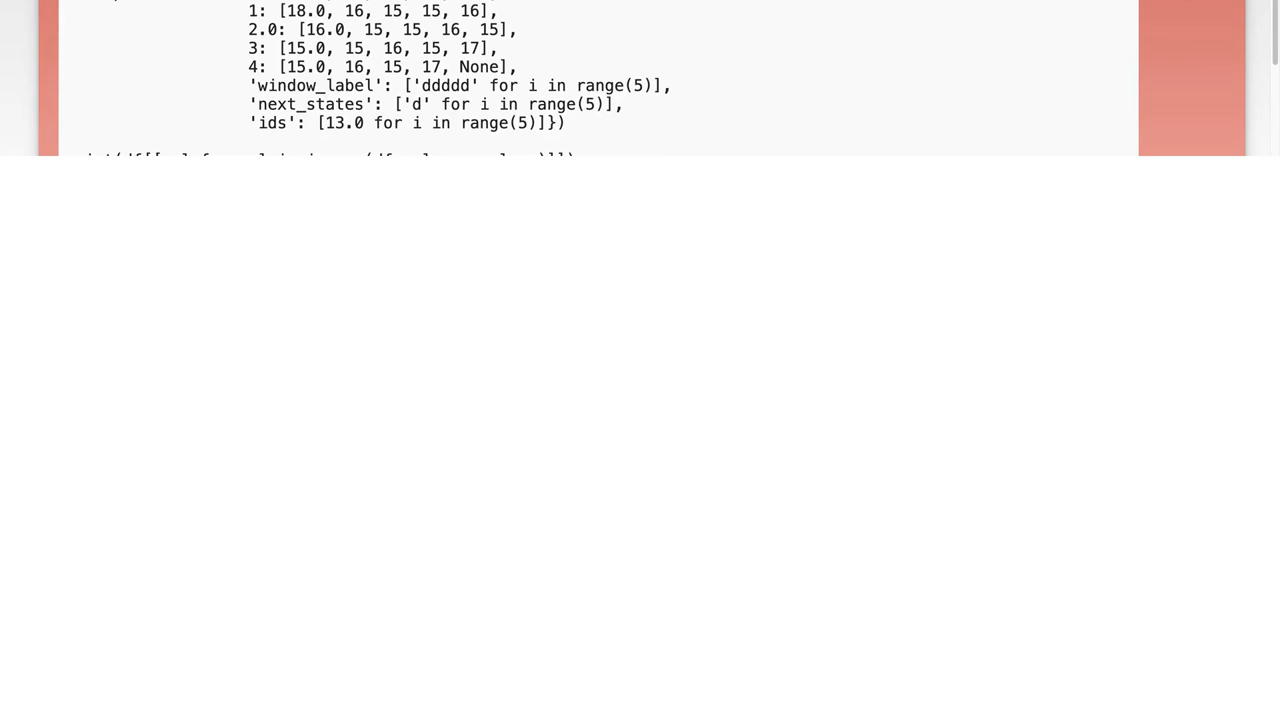 1: [18.0, 16, 15, 15, 16],
2.0: [16.0, 15, 15, 16, 15],
3: [15.0, 15, 16, 15, 17],
4: [15.0, 16, 15, 17, None],
'window_label': ['ddddd' for i in range(5)],
'next_states': ['d' for i in range(5)],
'ids': [13.0 for i in range(5)]})